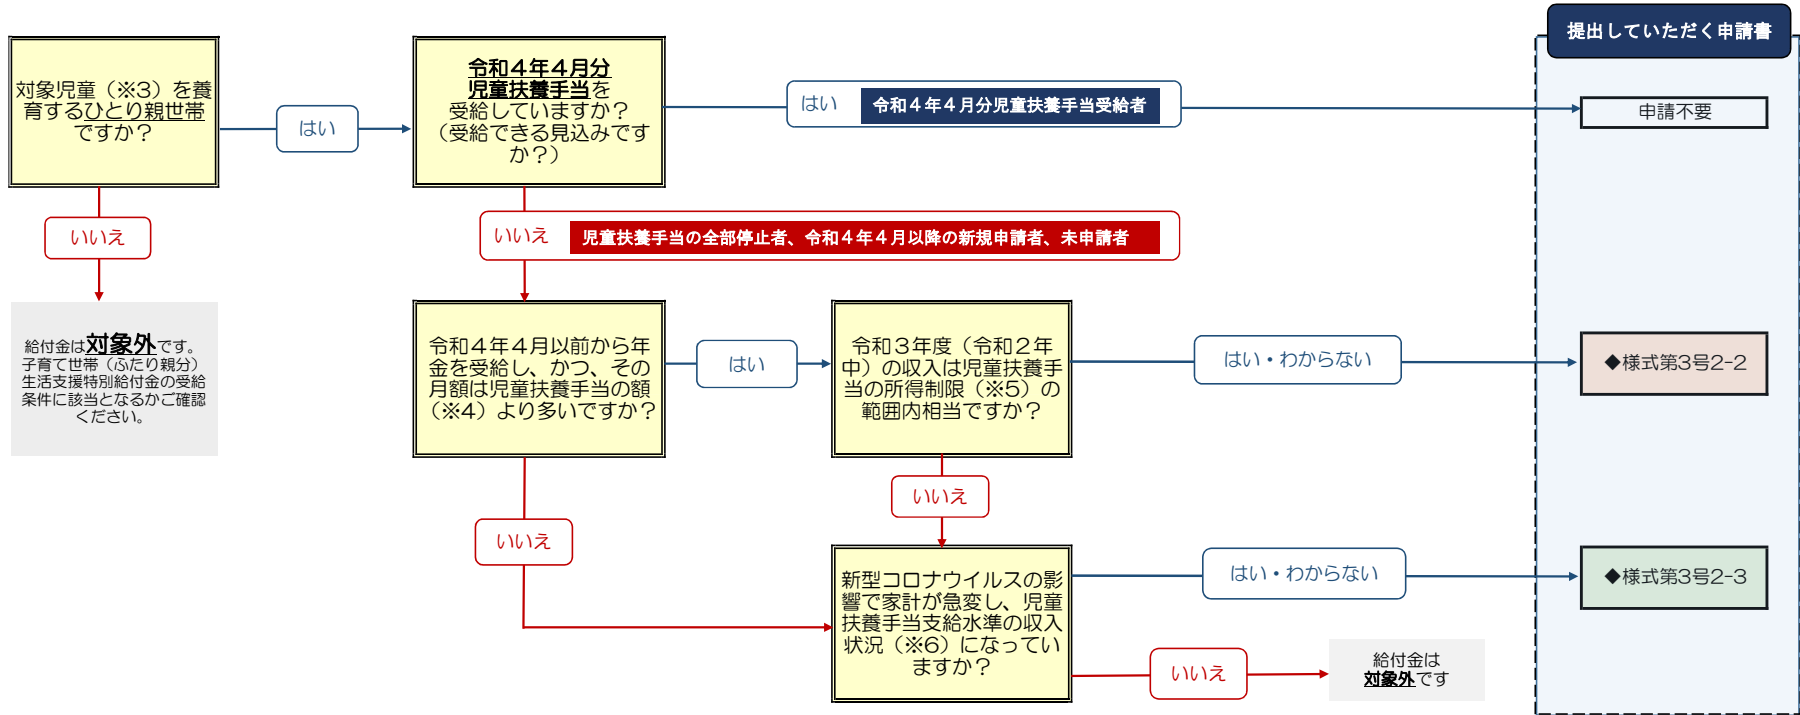 提出していただく申請書
対象児童（※3）を養
育するひとり親世帯
ですか？
はい
令和４年４月分
児童扶養手当を
受給していますか？
（受給できる見込みです
か？）
はい
令和４年４月分児童扶養手当受給者
申請不要
いいえ
いいえ
児童扶養手当の全部停止者、令和４年４月以降の新規申請者、未申請者
給付金は対象外です。
子育て世帯（ふたり親分）
生活支援特別給付金の受給
条件に該当となるかご確認
ください。
令和４年４月以前から年
金を受給し、かつ、その
月額は児童扶養手当の額
（※4）より多いですか？
はい
令和３年度（令和２年
中）の収入は児童扶養手
当の所得制限（※5）の
範囲内相当ですか？
はい・わからない
◆様式第3号2-2
いいえ
いいえ
新型コロナウイルスの影
響で家計が急変し、児童
扶養手当支給水準の収入
状況（※6）になってい
ますか？
はい・わからない
◆様式第3号2-3
いいえ
給付金は
対象外です